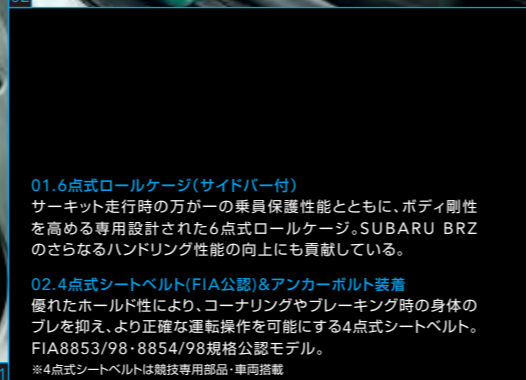 02
01.6点式ロールケージ(サイドバー付)
サーキット走行時の万が一の乗員保護性能とともに、ボディ剛性
を高める専用設計された6点式ロールケージ。SUBARU BRZ
のさらなるハンドリング性能の向上にも貢献している。
02.4点式シートベルト(FIA公認)&アンカーボルト装着
優れたホールド性により、コーナリングやブレーキング時の身体の
ブレを抑え、より正確な運転操作を可能にする4点式シートベルト。
FIA8853/98・8854/98規格公認モデル。
※4点式シートベルトは競技専用部品・車両搭載